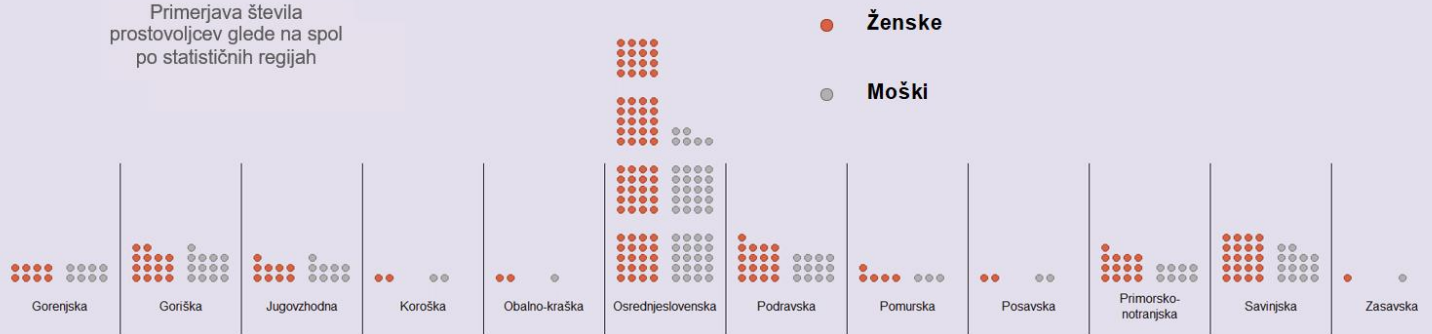 Primerjava števila
prostovoljcev glede na spol
po statističnih regijah
Ženske
Moški
Gorenjska
Goriška
Jugovzhodna
Koroška
Obalno-kraška
Osrednjeslovenska
Podravska
Pomurska
Posavska
Primorsko-
notranjska
Savinjska
Zasavska